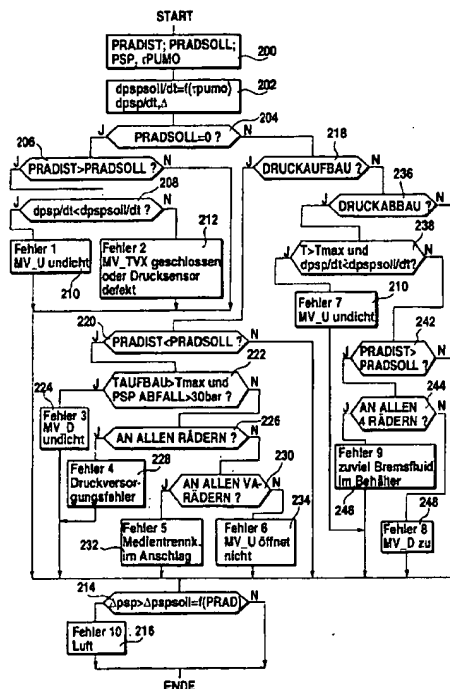 START
PRADIST; PRADSOLL;
PSP, τPUMO
200
dpspsoll/dt=f(τpumo)
dpsp/dt,Δ
202
204
PRADSOLL=0 ?
206
218
J
N
PRADIST>PRADSOLL ?
J
N
DRUCKAUFBAU ?
J
N
236
208
DRUCKABBAU ?
J
N
dpsp/dt<dpspsoll/dt ?
J
N
212
238
T>Tmax und
dpsp/dt<dpspsoll/dt?
J
N
Fehler 1
MV_U undicht
210
Fehler 2
MV_TVX geschlossen
oder Drucksensor
defekt
Fehler 7
MV_U undicht
210
220
PRADIST<PRADSOLL ?
J
N
242
PRADIST>
PRADSOLL ?
J
N
222
TAUFBAU>Tmax und
PSP ABFALL>30bar ?
J
N
224
244
Fehler 3
MV_D
undicht
226
AN ALLEN RÄDERN ?
J
N
AN ALLEN
4 RÄDERN ?
J
N
Fehler 4
Druckversor-
gungsfehler
228
230
AN ALLEN VA-
RÄDERN ?
J
N
Fehler 9
zuviel Bremsfluid
im Behälter
246
234
Fehler 5
Medientrennk.
im Anschlag
232
Fehler 6
MV_U öffnet
nicht
Fehler 8
MV_D zu
248
214
Δpsp>Δpspsoll=f(PRAD)
J
N
Fehler 10
Luft
216
ENDE